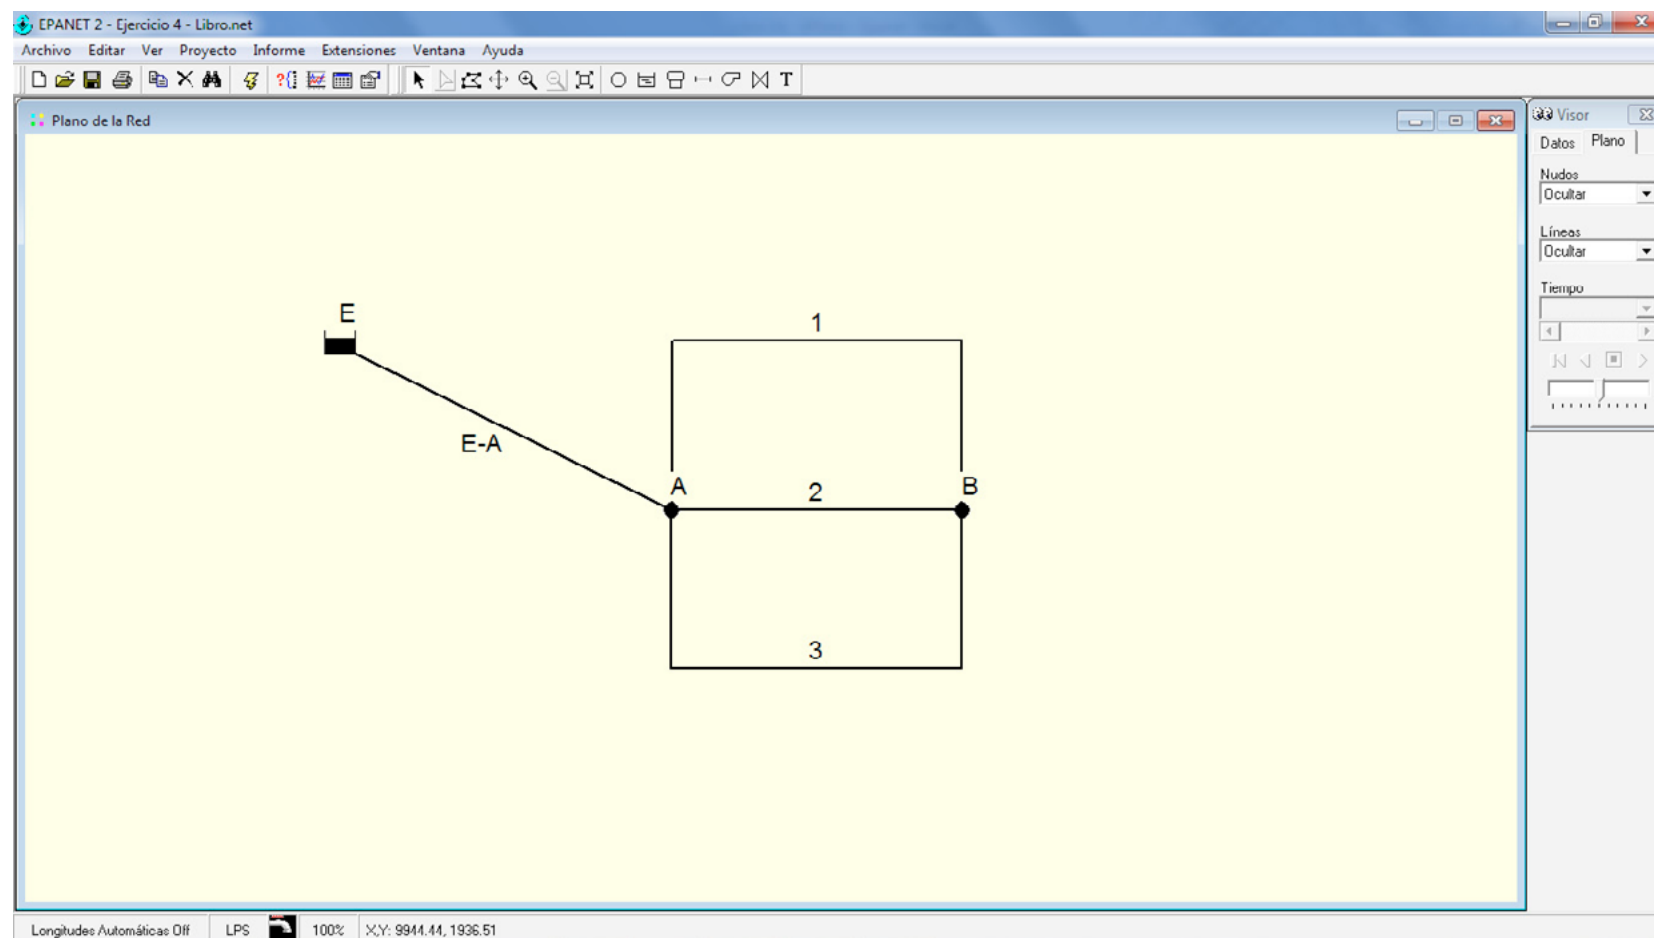 EPANET 2 - Ejercicio 4 - Libro.net
Archivo Editar Ver Proyecto Informe Extensiones Ventana Ayuda
T
Plano de la Red
Visor
Datos Plano
Nudos
Ocultar
Líneas
Ocultar
Tiempo
E
1
E-A
A
2
B
3
Longitudes Automáticas Off LPS 100% X,Y: 9944.44, 1936.51